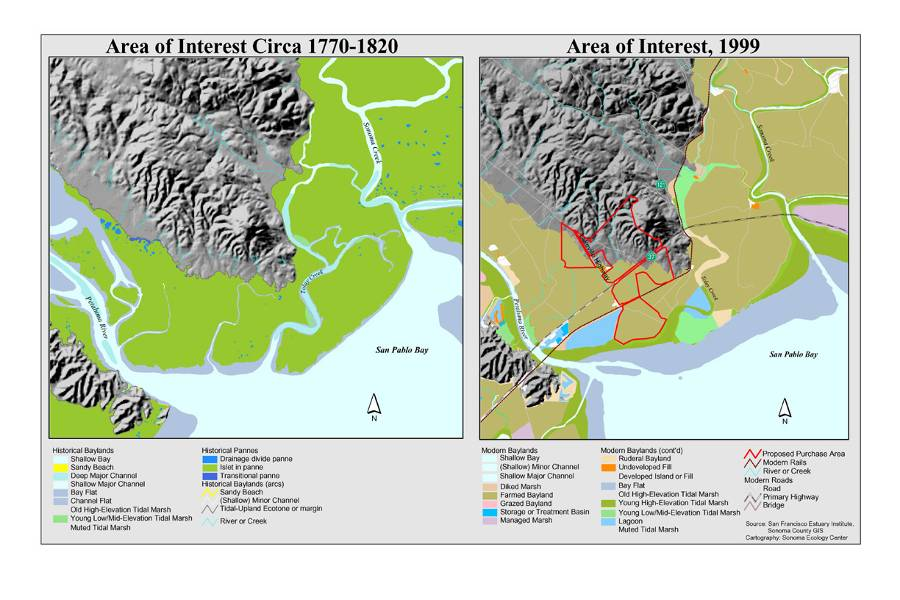 Area of Interest Circa 1770-1820
Sonoma Creek
Tolay Creek
Petaluma River
San Pablo Bay
N
Historical Baylands
Shallow Bay
Sandy Beach
Deep Major Channel
Shallow Major Channel
Bay Flat
Channel Flat
Old High-Elevation Tidal Marsh
Young Low/Mid-Elevation Tidal Marsh
Muted Tidal Marsh
Historical Pannes
Drainage divide panne
Islet in panne
Transitional panne
Historical Baylands (arcs)
Sandy Beach
(Shallow) Minor Channel
Tidal-Upland Ecotone or margin
River or Creek
Area of Interest, 1999
Sonoma Creek
121
37
Tolay Creek
Petaluma River
San Pablo Bay
N
Modern Baylands
Shallow Bay
(Shallow) Minor Channel
Shallow Major Channel
Diked Marsh
Farmed Bayland
Grazed Bayland
Storage or Treatment Basin
Managed Marsh
Modern Baylands (cont'd)
Ruderal Bayland
Undeveloped Fill
Developed Island or Fill
Bay Flat
Old High-Elevation Tidal Marsh
Young High-Elevation Tidal Marsh
Young Low/Mid-Elevation Tidal Marsh
Lagoon
Muted Tidal Marsh
Proposed Purchase Area
Modern Rails
River or Creek
Modern Roads
Road
Primary Highway
Bridge
Source: San Francisco Estuary Institute,
Sonoma County GIS
Cartography: Sonoma Ecology Center